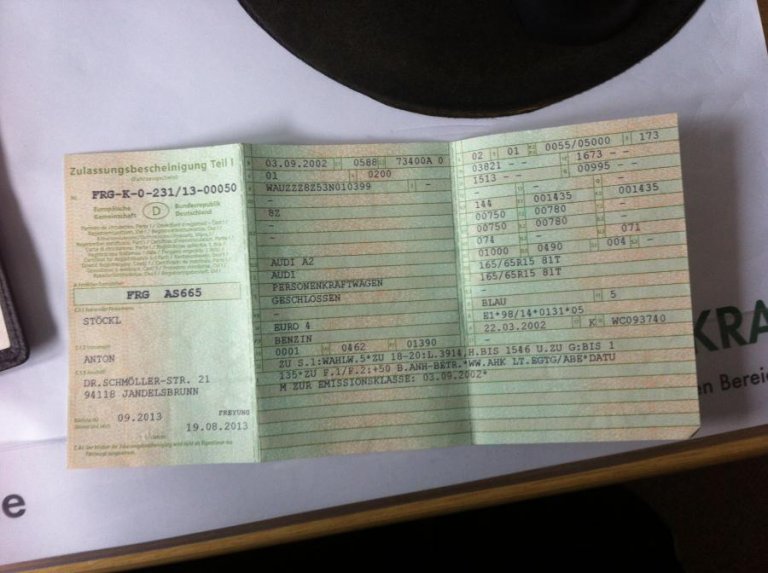 Zulassungsbescheinigung Teil I
Nr. FRG-K-O-231/13-00050
Europäische Gemeinschaft
D
Bundesrepublik Deutschland
FRG AS665
STÖCKL
ANTON
DR.SCHMÖLLER-STR. 21
94118 JANDELSBRUNN
09.2013
FREYUNG
19.08.2013
03.09.2002 0588 73400A 0
01 0200
WAUZZZ8Z53N010399 -
-
8Z
-
-
AUDI A2
AUDI
PERSONENKRAFTWAGEN
GESCHLOSSEN
-
EURO 4
BENZIN
0001 0462 01390
02 01 0055/05000 173
03821 - 1673 -
1513 - - 00995 -
- - -
144 001435 001435
00750 00780 -
00750 00780 -
074 - 071
01000 0490 004 -
165/65R15 81T
165/65R15 81T
-
BLAU 5
E1*98/14*0131*05
22.03.2002 K WC093740
ZU S.1:WAHLW.5*ZU 18-20:L.3914,H.BIS 1546 U.ZU G:BIS 1
135*ZU F.1/F.2:+50 B.ANH-BETR.*WW.AHK LT.EGTG/ABE*DATU
M ZUR EMISSIONSKLASSE: 03.09.2002*
KRA
en Bereic
e